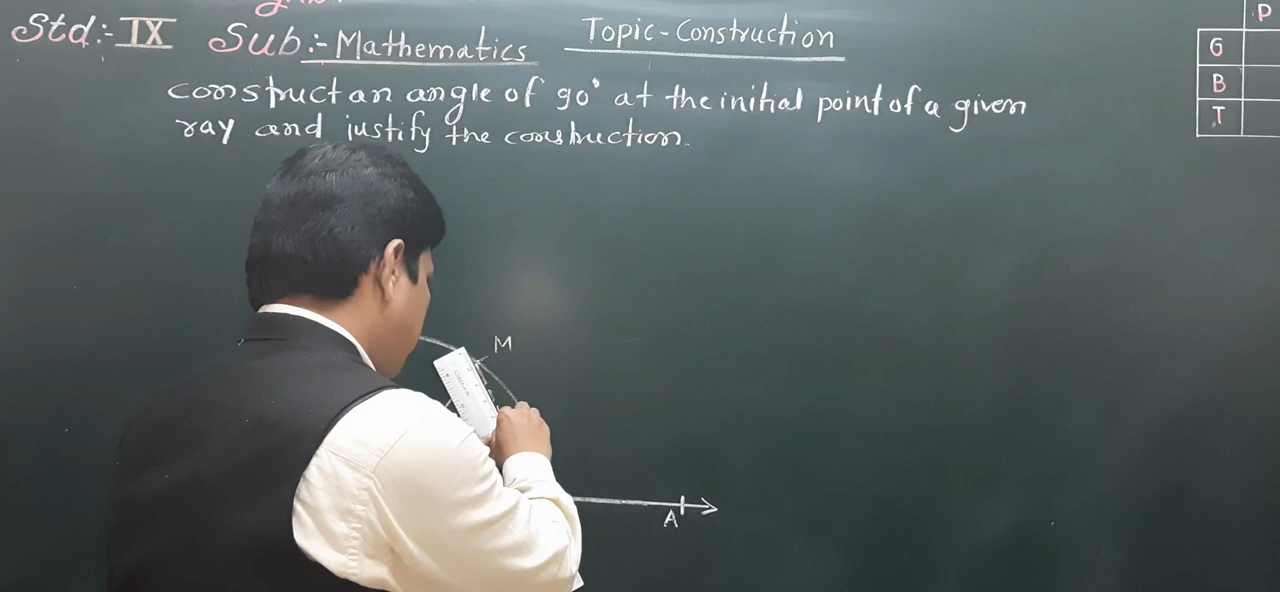 Std:- IX Sub:- Mathematics Topic - Construction
construct an angle of 90° at the initial point of a given
ray and justify the construction.
P
G
B
T
M
A